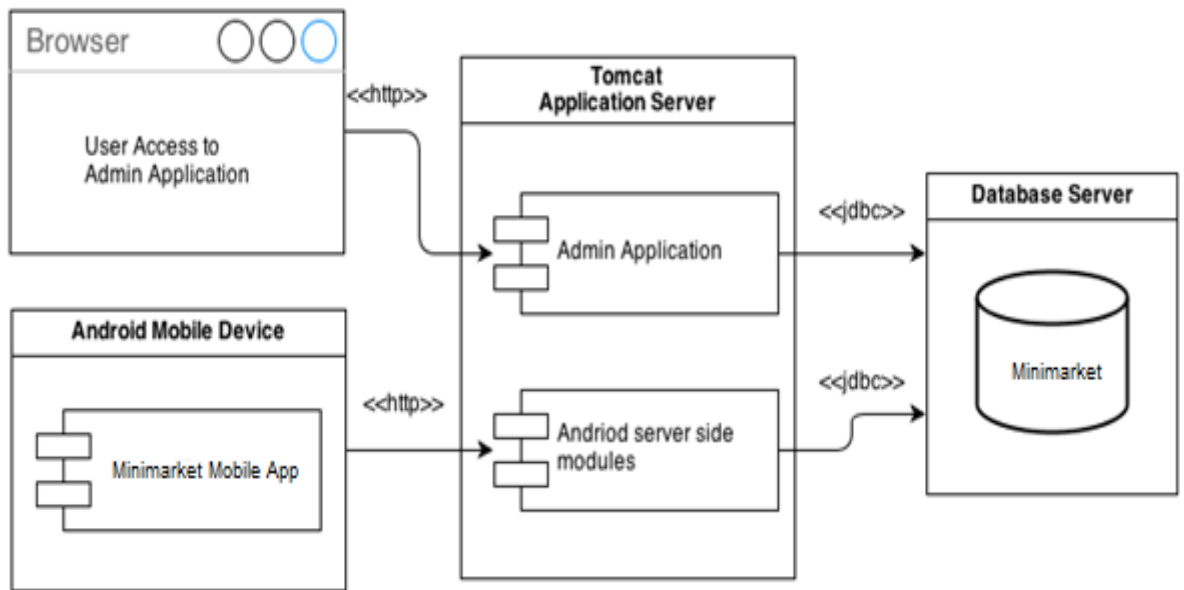 Browser
User Access to
Admin Application
<<http>>
Tomcat
Application Server
Admin Application
<<jdbc>>
Database Server
Minimarket
Android Mobile Device
Minimarket Mobile App
<<http>>
Andriod server side
modules
<<jdbc>>